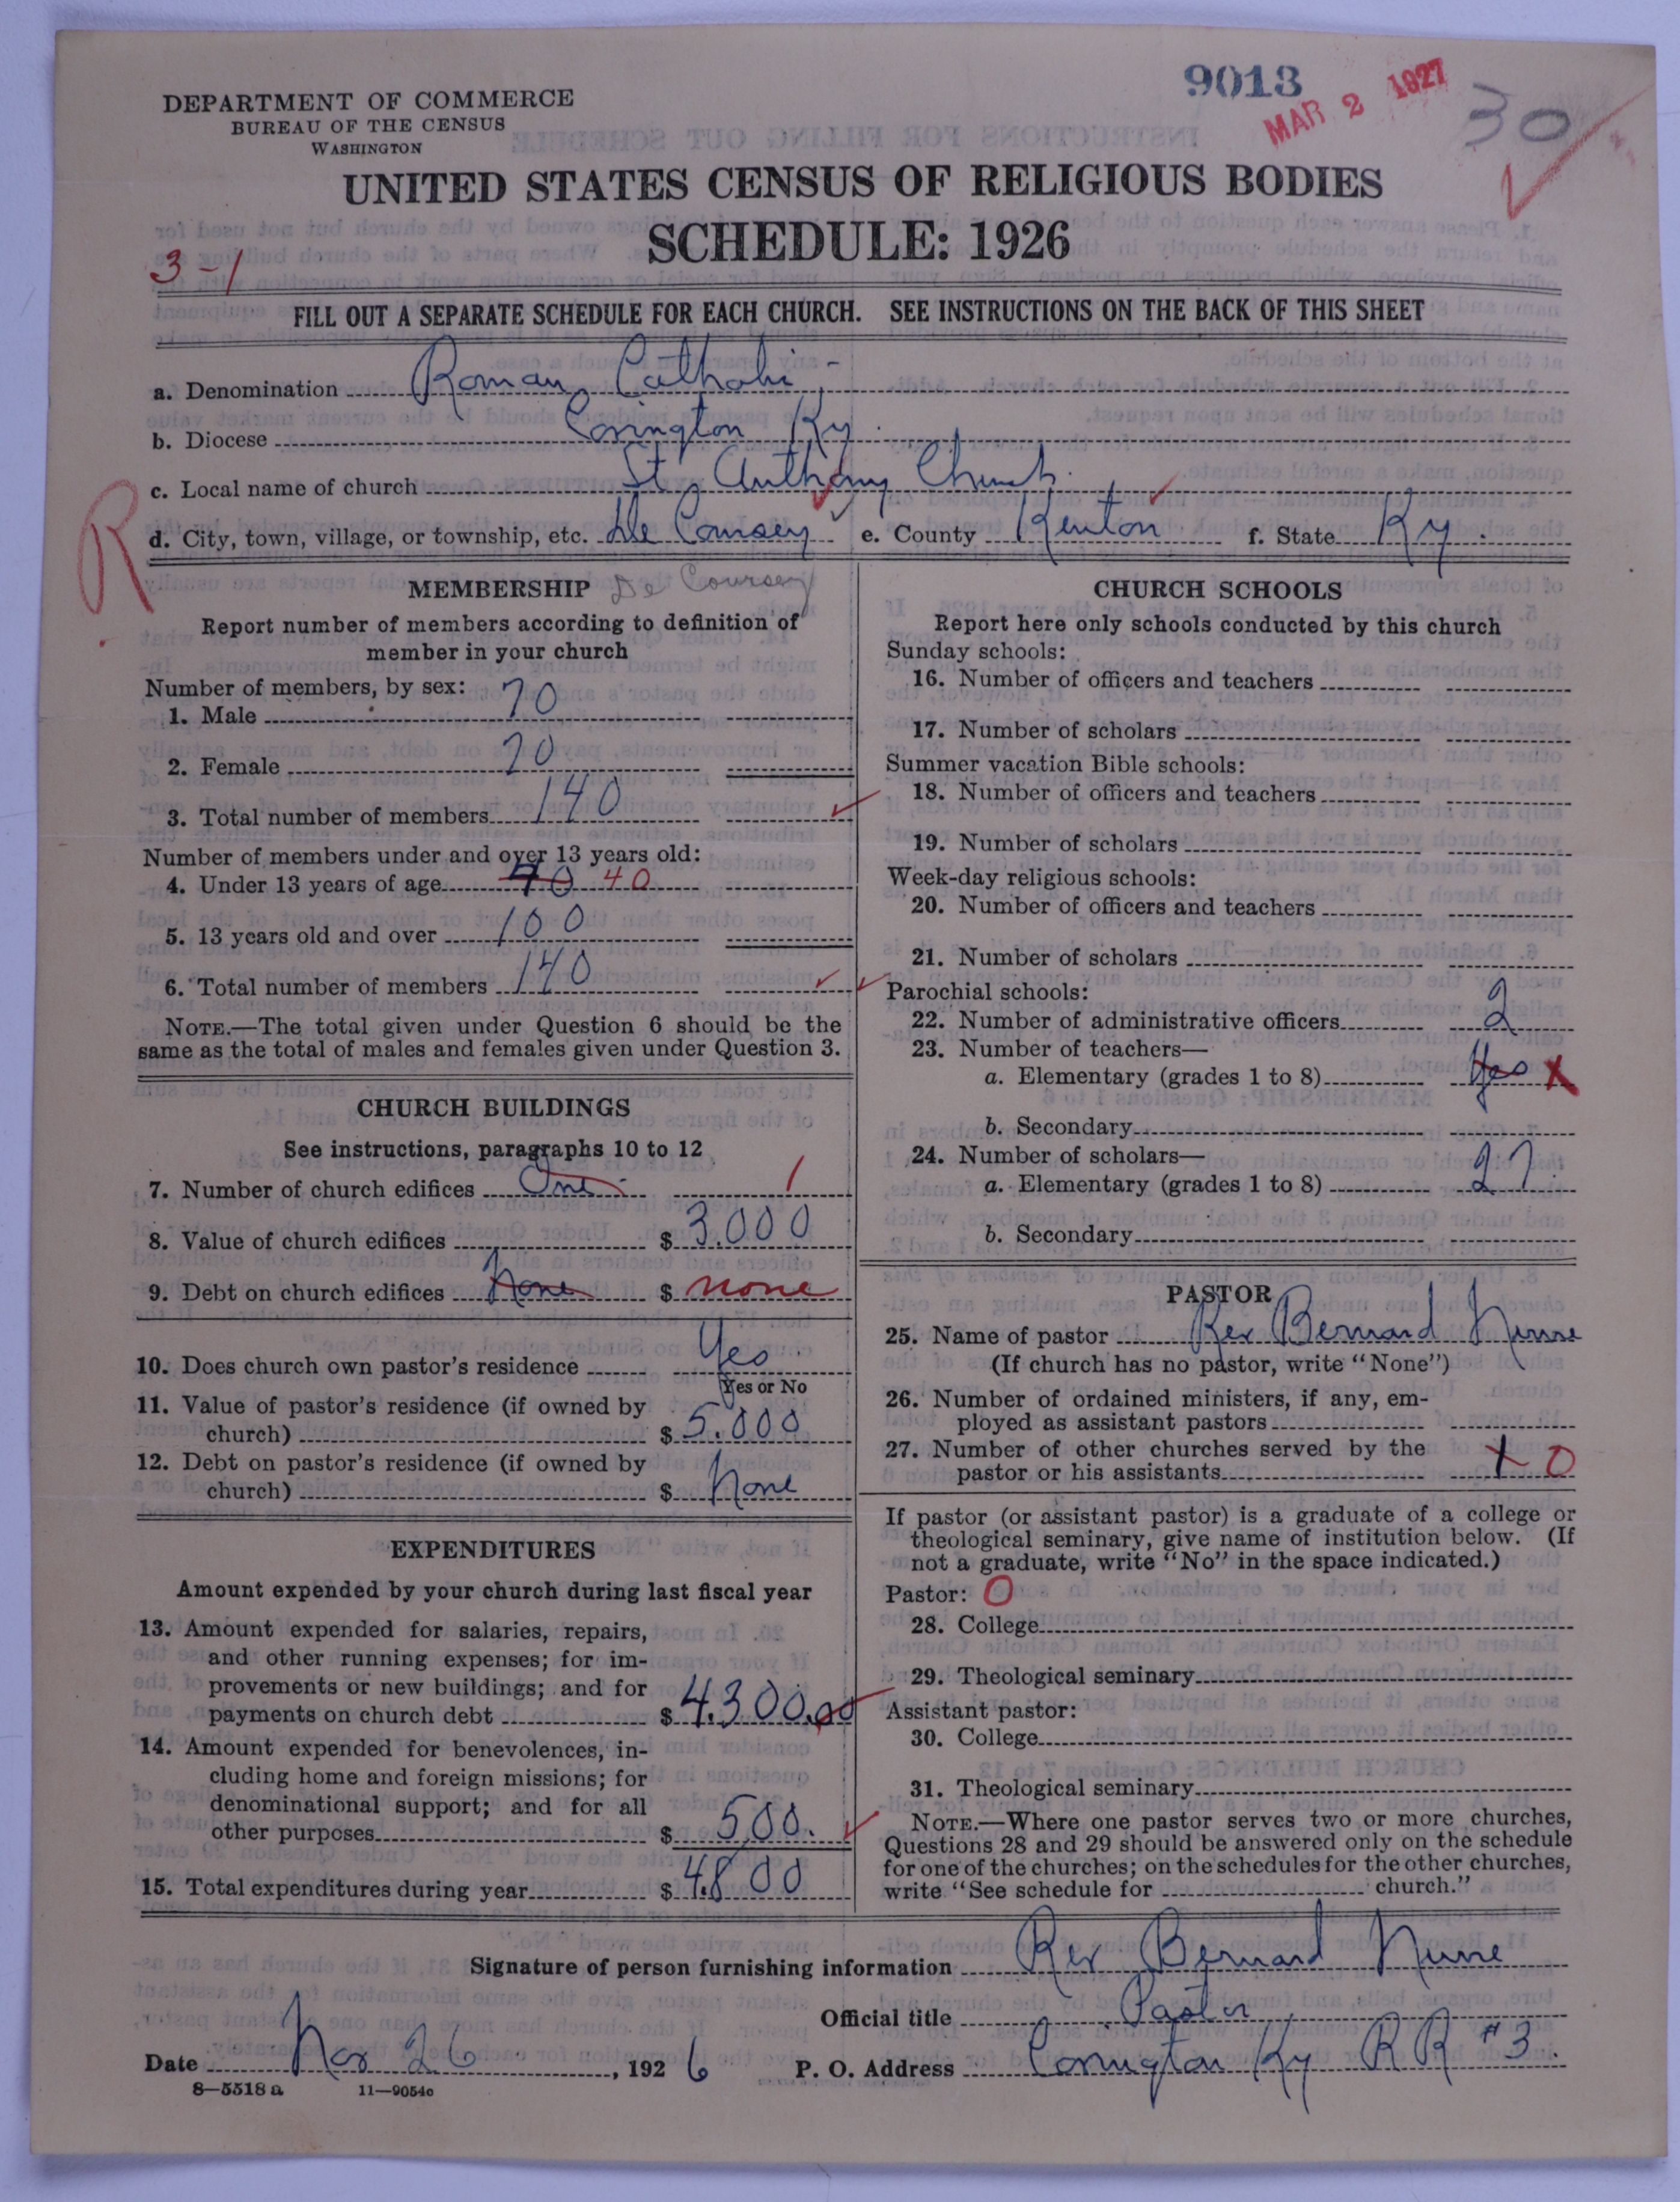 9013
MAR 2 1927
30
DEPARTMENT OF COMMERCE
BUREAU OF THE CENSUS
WASHINGTON
UNITED STATES CENSUS OF RELIGIOUS BODIES
SCHEDULE: 1926
3-1
FILL OUT A SEPARATE SCHEDULE FOR EACH CHURCH. SEE INSTRUCTIONS ON THE BACK OF THIS SHEET
a. Denomination Roman Catholic
b. Diocese Covington Ky
c. Local name of church St Anthony Church
R
d. City, town, village, or township, etc. De Coursey e. County Kenton f. State Ky.
MEMBERSHIP De Coursey
Report number of members according to definition of
member in your church
Number of members, by sex:
1. Male 70
2. Female 70
3. Total number of members 140
Number of members under and over 13 years old:
4. Under 13 years of age 40 40
5. 13 years old and over 100
6. Total number of members 140
NOTE.—The total given under Question 6 should be the
same as the total of males and females given under Question 3.
CHURCH BUILDINGS
See instructions, paragraphs 10 to 12
7. Number of church edifices One 1
8. Value of church edifices $ 3.000
9. Debt on church edifices None $ none
10. Does church own pastor's residence Yes
Yes or No
11. Value of pastor's residence (if owned by
church) $ 5.000
12. Debt on pastor's residence (if owned by
church) $ None
EXPENDITURES
Amount expended by your church during last fiscal year
13. Amount expended for salaries, repairs,
and other running expenses; for im-
provements or new buildings; and for
payments on church debt $ 4.300.00
14. Amount expended for benevolences, in-
cluding home and foreign missions; for
denominational support; and for all
other purposes $ 500.
15. Total expenditures during year $ 4.800
CHURCH SCHOOLS
Report here only schools conducted by this church
Sunday schools:
16. Number of officers and teachers
17. Number of scholars
Summer vacation Bible schools:
18. Number of officers and teachers
19. Number of scholars
Week-day religious schools:
20. Number of officers and teachers
21. Number of scholars
Parochial schools:
22. Number of administrative officers 2
23. Number of teachers—
a. Elementary (grades 1 to 8) Yes X
b. Secondary
24. Number of scholars—
a. Elementary (grades 1 to 8) 27
b. Secondary
PASTOR
25. Name of pastor Rev Bernard Nurre
(If church has no pastor, write "None")
26. Number of ordained ministers, if any, em-
ployed as assistant pastors
27. Number of other churches served by the
pastor or his assistants X 0
If pastor (or assistant pastor) is a graduate of a college or
theological seminary, give name of institution below. (If
not a graduate, write "No" in the space indicated.)
Pastor: 0
28. College
29. Theological seminary
Assistant pastor:
30. College
31. Theological seminary
NOTE.—Where one pastor serves two or more churches,
Questions 28 and 29 should be answered only on the schedule
for one of the churches; on the schedules for the other churches,
write "See schedule for church."
Signature of person furnishing information Rev Bernard Nurre
Official title Pastor
Date Nov 26, 1926 P. O. Address Covington Ky RR #3.
8—5518 a 11—9054c